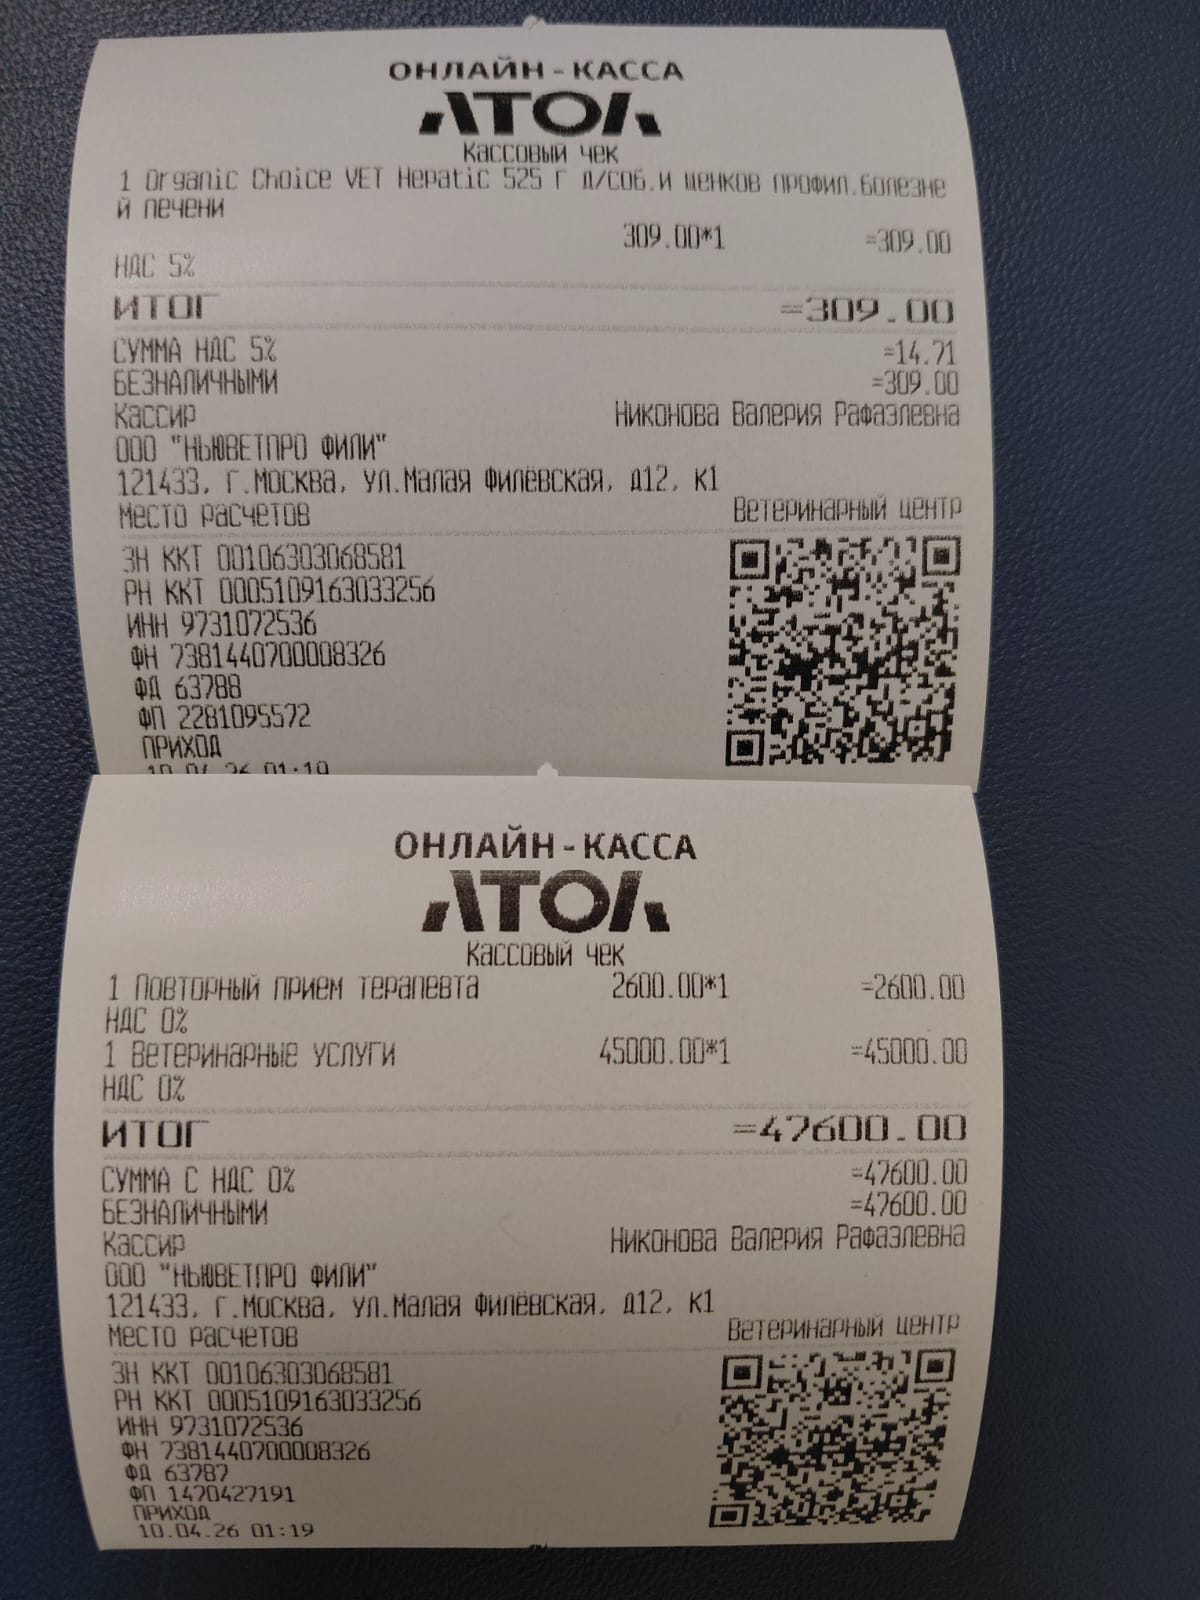 ОНЛАЙН-КАССА
АТОЛ
Кассовый чек
1 Organic Choice VET Hepatic 525 г д/соб.и щенков профил.болезне
й печени
309.00*1 =309.00
НДС 5%
ИТОГ =309.00
СУММА НДС 5% =14.71
БЕЗНАЛИЧНЫМИ =309.00
Кассир Никонова Валерия Рафаэлевна
ООО "НЬЮВЕТПРО ФИЛИ"
121433, г.Москва, ул.Малая Филёвская, д12, к1
Место расчетов Ветеринарный центр
ЗН ККТ 00106303068581
РН ККТ 0005109163033256
ИНН 9731072536
ФН 7381440700008326
ФД 63788
ФП 2281095572
ПРИХОД
10.04.26 01:19
ОНЛАЙН-КАССА
АТОЛ
Кассовый чек
1 Повторный прием терапевта 2600.00*1 =2600.00
НДС 0%
1 Ветеринарные услуги 45000.00*1 =45000.00
НДС 0%
ИТОГ =47600.00
СУММА С НДС 0% =47600.00
БЕЗНАЛИЧНЫМИ =47600.00
Кассир Никонова Валерия Рафаэлевна
ООО "НЬЮВЕТПРО ФИЛИ"
121433, г.Москва, ул.Малая Филёвская, д12, к1
Место расчетов Ветеринарный центр
ЗН ККТ 00106303068581
РН ККТ 0005109163033256
ИНН 9731072536
ФН 7381440700008326
ФД 63787
ФП 1470427191
ПРИХОД
10.04.26 01:19